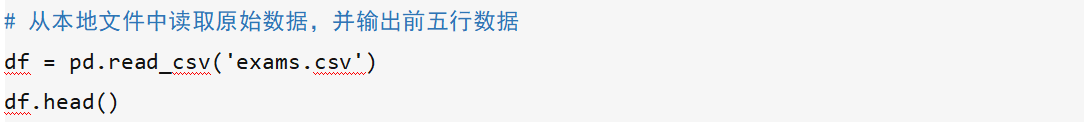 # 从本地文件中读取原始数据，并输出前五行数据
df = pd.read_csv('exams.csv')
df.head()